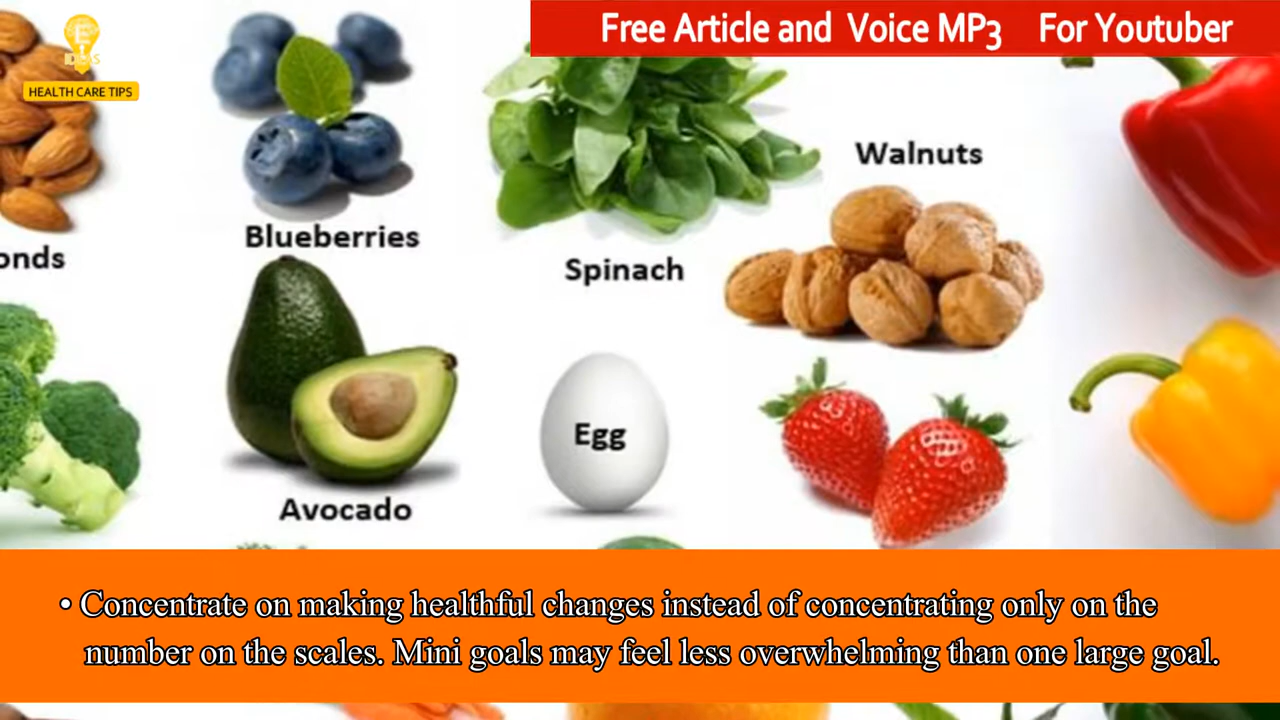 Free Article and Voice MP3 For Youtuber
E
IDEAS
HEALTH CARE TIPS
Walnuts
Blueberries
onds
Spinach
Egg
Avocado
• Concentrate on making healthful changes instead of concentrating only on the
number on the scales. Mini goals may feel less overwhelming than one large goal.